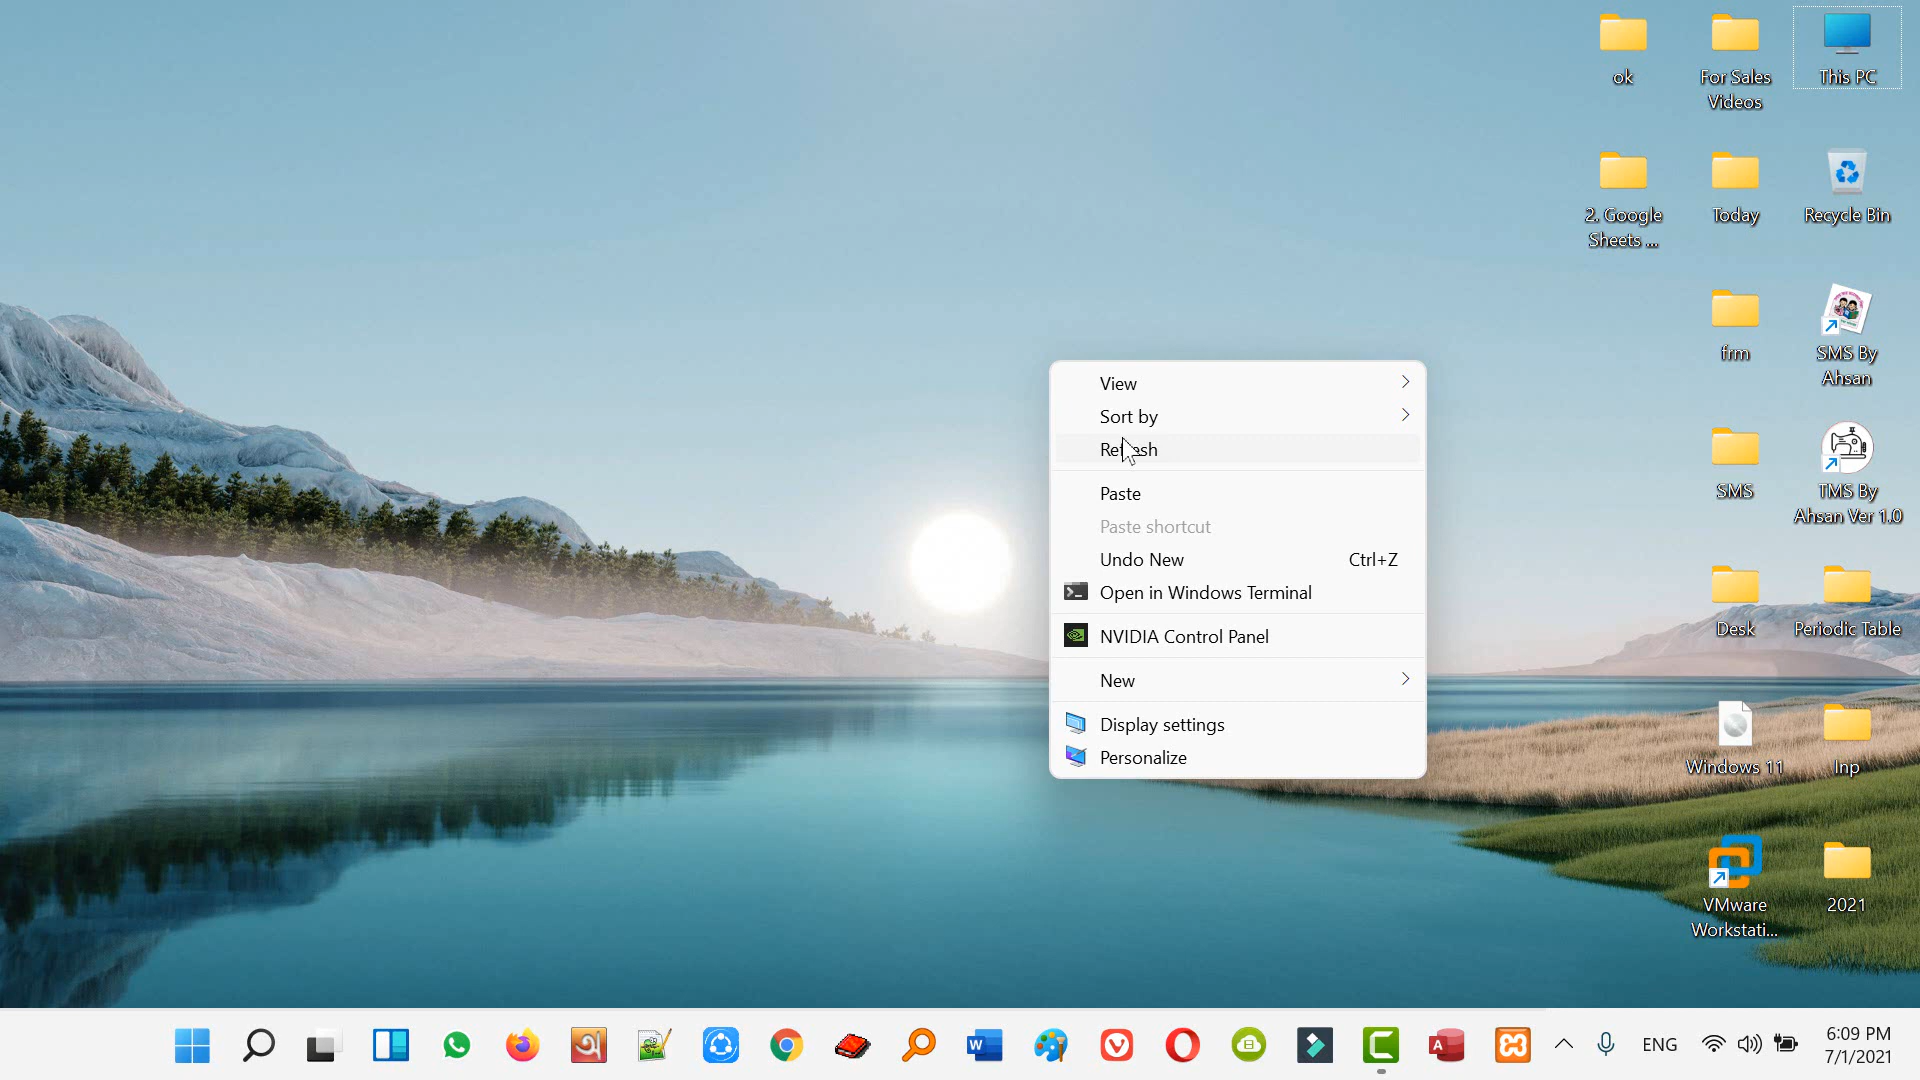 ok
For Sales
Videos
This PC
2. Google
Sheets ...
Today
Recycle Bin
frm
SMS By
Ahsan
SMS
TMS By
Ahsan Ver 1.0
Desk
Periodic Table
Windows 11
Inp
VMware
Workstati...
2021
View
Sort by
Refresh
Paste
Paste shortcut
Undo New Ctrl+Z
Open in Windows Terminal
NVIDIA Control Panel
New
Display settings
Personalize
ENG
6:09 PM
7/1/2021